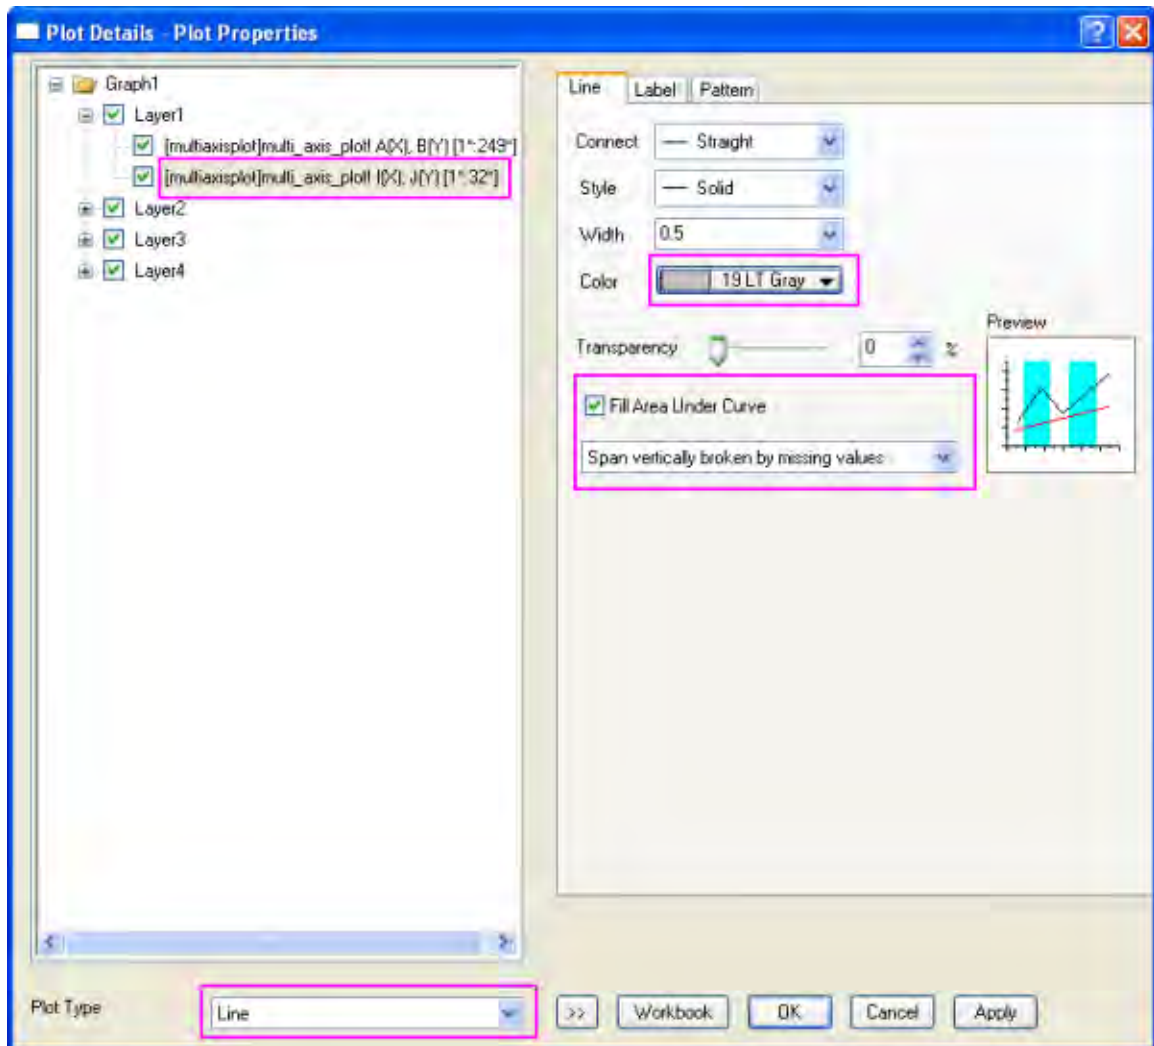 Plot Details - Plot Properties
Graph1
Layer1
[multiaxisplot]multi_axis_plot! A(X), B(Y) [1*:249*]
[multiaxisplot]multi_axis_plot! I(X), J(Y) [1*:32*]
Layer2
Layer3
Layer4
Line Label Pattern
Connect Straight
Style Solid
Width 0.5
Color 19 LT Gray
Transparency 0 %
Fill Area Under Curve
Span vertically broken by missing values
Preview
Plot Type Line
>> Workbook OK Cancel Apply